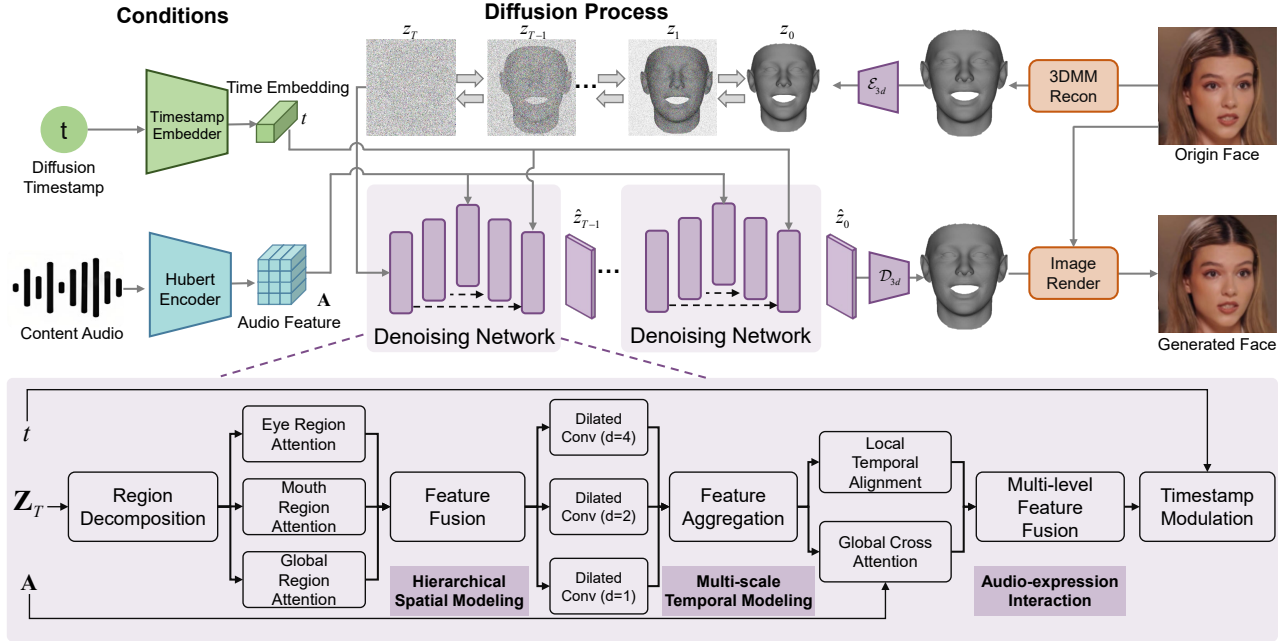 Conditions
Diffusion Process
z_T
z_{T-1}
z_1
z_0
...
t
Diffusion
Timestamp
Timestamp
Embedder
Time Embedding
t
ℰ_{3d}
3DMM
Recon
Origin Face
Content Audio
Hubert
Encoder
A
Audio Feature
ẑ_{T-1}
...
ẑ_0
Denoising Network
Denoising Network
𝒟_{3d}
Image
Render
Generated Face
t
Z_T
A
Region
Decomposition
Eye Region
Attention
Mouth
Region
Attention
Global
Region
Attention
Feature
Fusion
Hierarchical
Spatial Modeling
Dilated
Conv (d=4)
Dilated
Conv (d=2)
Dilated
Conv (d=1)
Feature
Aggregation
Multi-scale
Temporal Modeling
Local
Temporal
Alignment
Global Cross
Attention
Multi-level
Feature
Fusion
Audio-expression
Interaction
Timestamp
Modulation